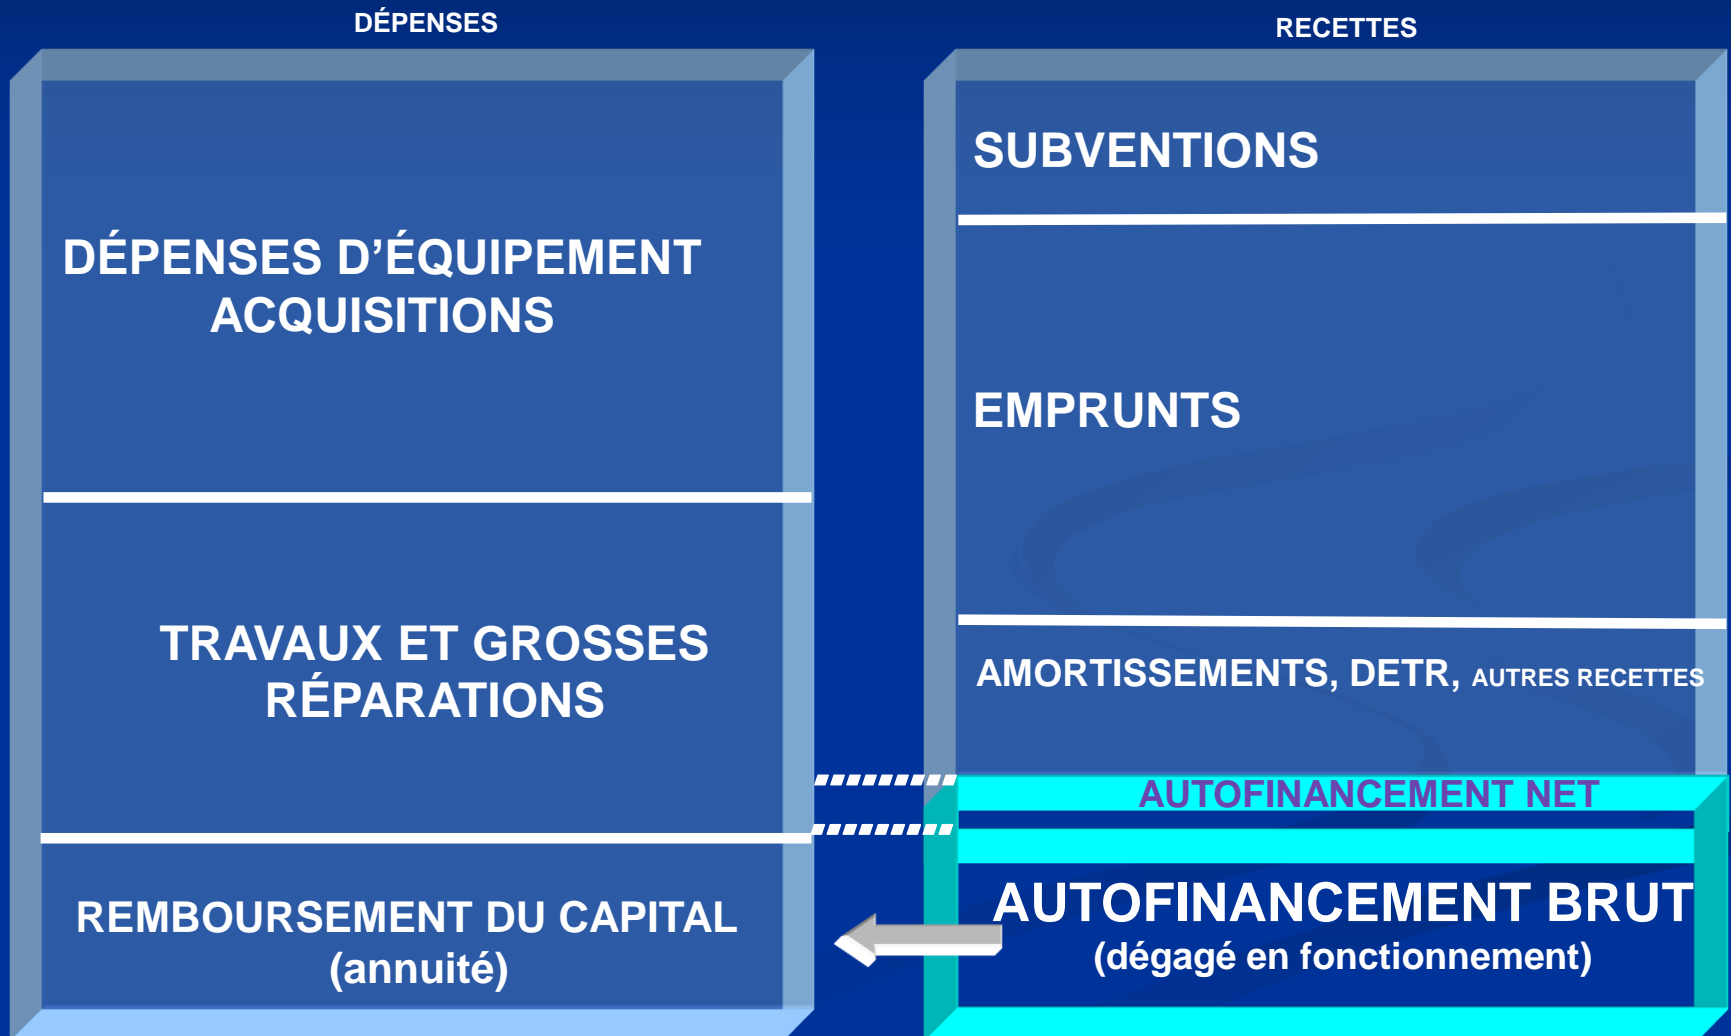 DÉPENSES
DÉPENSES D’ÉQUIPEMENT
ACQUISITIONS
TRAVAUX ET GROSSES
RÉPARATIONS
REMBOURSEMENT DU CAPITAL
(annuité)
RECETTES
SUBVENTIONS
EMPRUNTS
AMORTISSEMENTS, DETR, AUTRES RECETTES
AUTOFINANCEMENT NET
AUTOFINANCEMENT BRUT
(dégagé en fonctionnement)